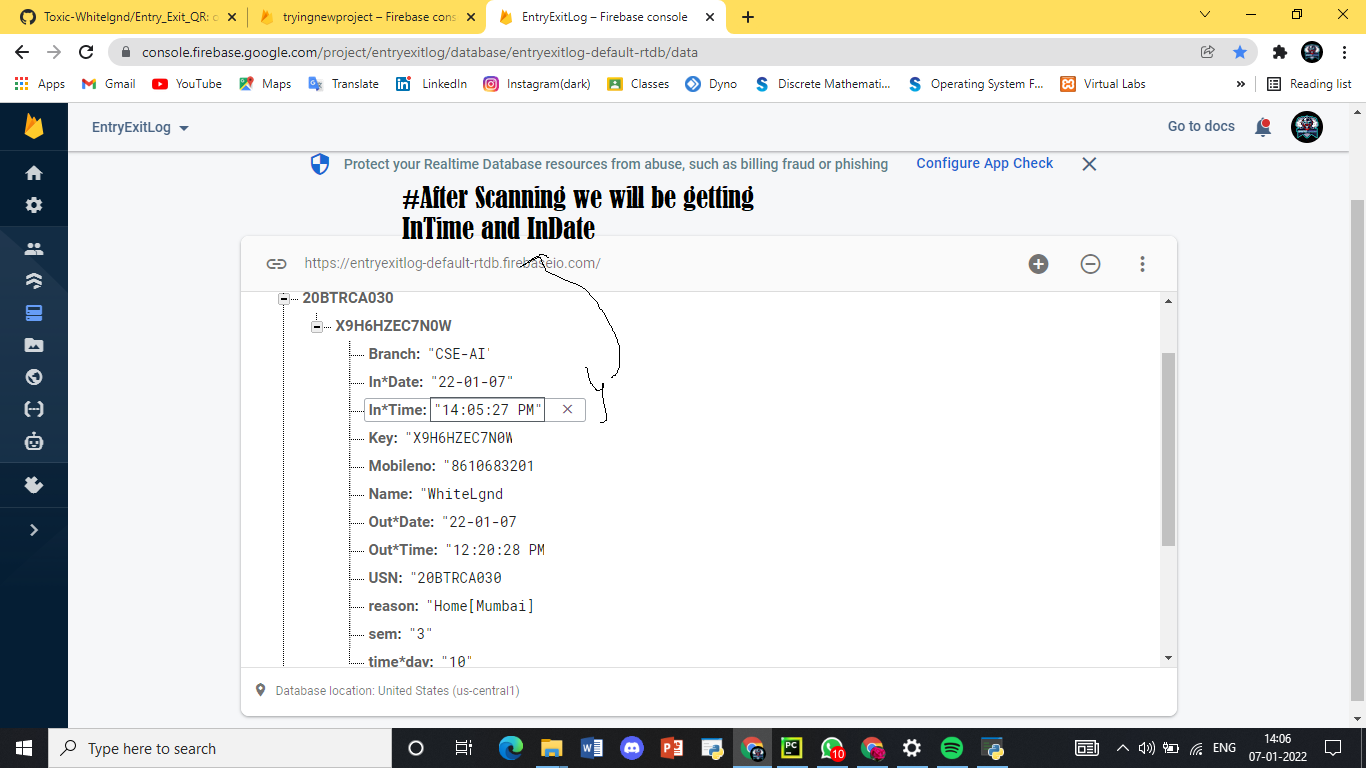 Toxic-Whitelgnd/Entry_Exit_QR: c
tryingnewproject – Firebase cons
EntryExitLog – Firebase console
console.firebase.google.com/project/entryexitlog/database/entryexitlog-default-rtdb/data
Apps Gmail YouTube Maps Translate LinkedIn Instagram(dark) Classes Dyno Discrete Mathemati... Operating System F... Virtual Labs » Reading list
EntryExitLog Go to docs
Protect your Realtime Database resources from abuse, such as billing fraud or phishing Configure App Check
#After Scanning we will be getting
InTime and InDate
https://entryexitlog-default-rtdb.firebaseio.com/
20BTRCA030
X9H6HZEC7N0W
Branch: "CSE-AI'
In*Date: "22-01-07"
In*Time: "14:05:27 PM"
Key: "X9H6HZEC7N0W
Mobileno: "8610683201
Name: "WhiteLgnd
Out*Date: "22-01-07
Out*Time: "12:20:28 PM
USN: "20BTRCA030
reason: "Home[Mumbai]
sem: "3"
time*day: "10"
Database location: United States (us-central1)
Type here to search
10
ENG
14:06
07-01-2022